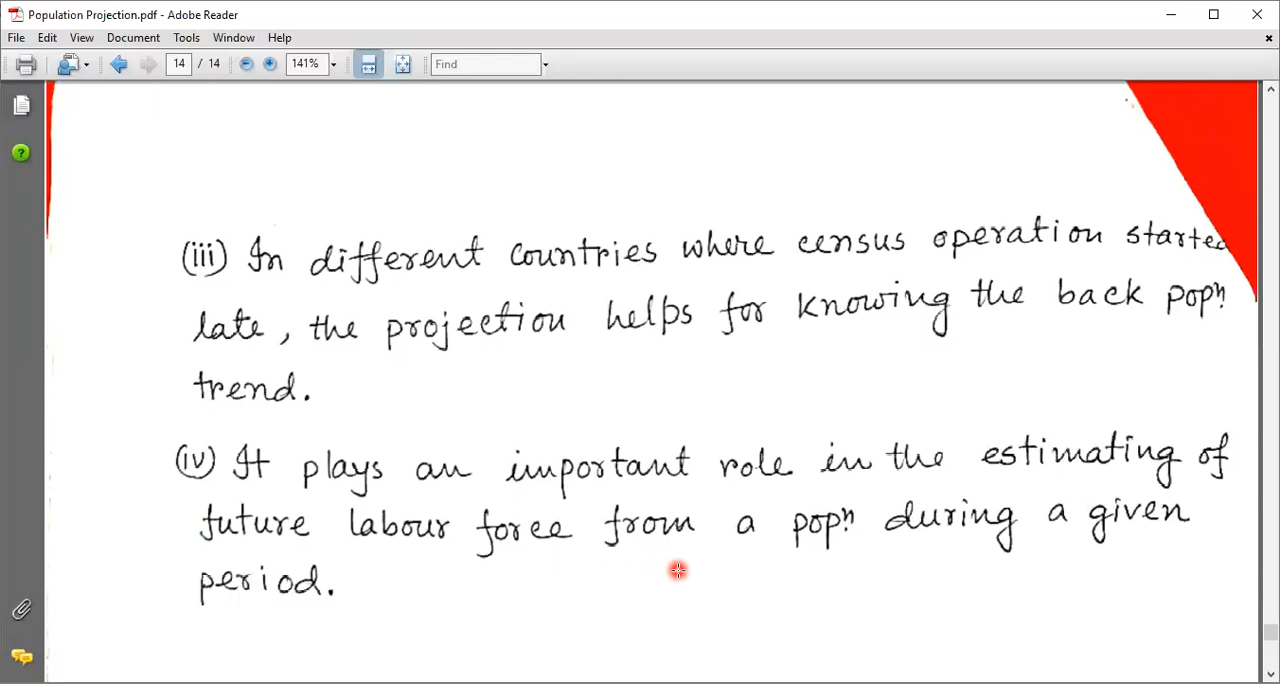 Population Projection.pdf - Adobe Reader
File Edit View Document Tools Window Help
14 / 14 141% Find
(iii) In different countries where census operation started
late, the projection helps for knowing the back popⁿ
trend.
(iv) It plays an important role in the estimating of
future labour force from a popⁿ during a given
period.